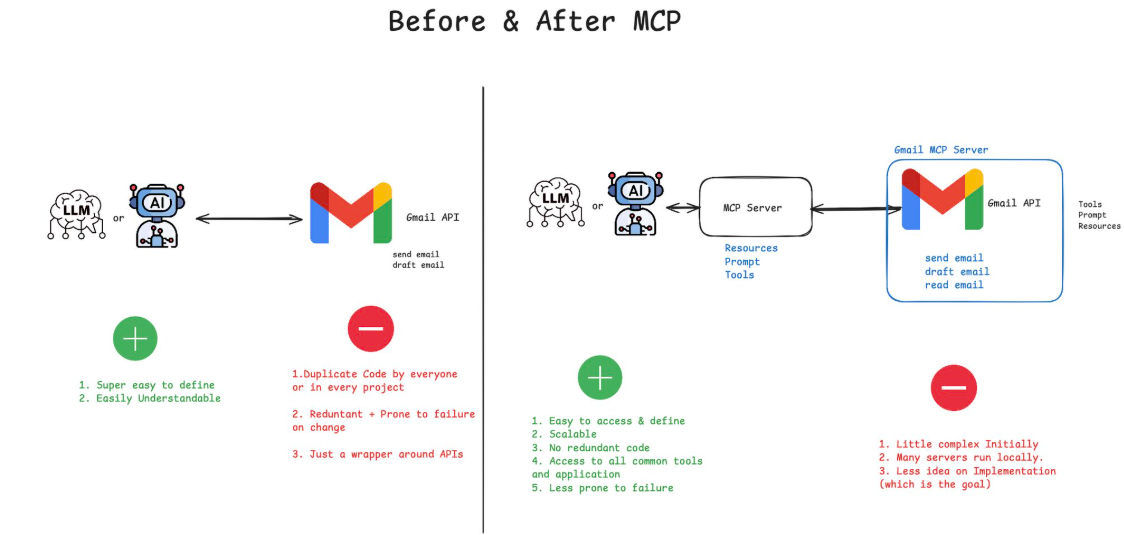 Before & After MCP
LLM
or
AI
Gmail API
send email
draft email
1. Super easy to define
2. Easily Understandable
1.Duplicate Code by everyone
or in every project
2. Reduntant + Prone to failure
on change
3. Just a wrapper around APIs
LLM
or
AI
MCP Server
Resources
Prompt
Tools
Gmail MCP Server
Gmail API
send email
draft email
read email
Tools
Prompt
Resources
1. Easy to access & define
2. Scalable
3. No redundant code
4. Access to all common tools
and application
5. Less prone to failure
1. Little complex Initially
2. Many servers run locally.
3. Less idea on Implementation
(which is the goal)